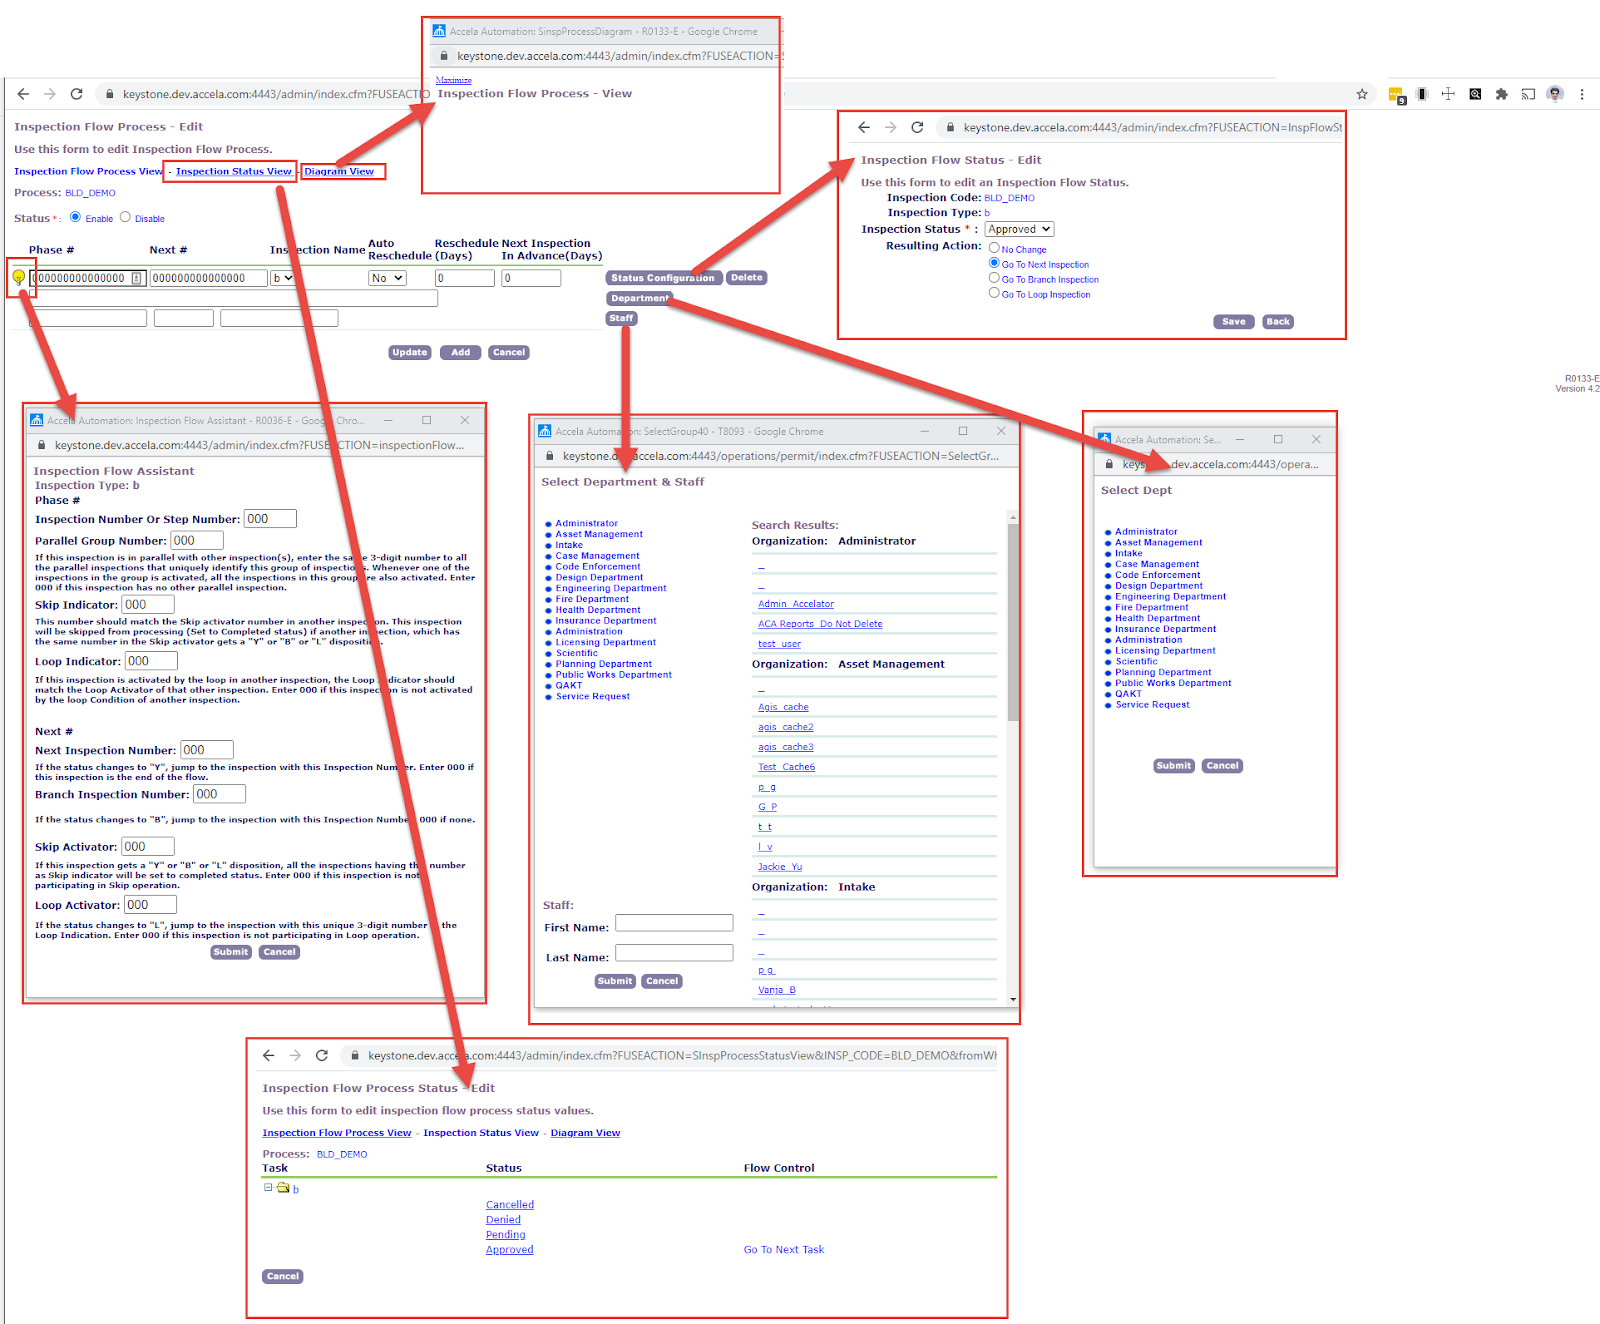 Accela Automation: SinspProcessDiagram - R0133-E - Google Chrome
keystone.dev.accela.com:4443/admin/index.cfm?FUSEACTION=
Maximize
Inspection Flow Process - View
keystone.dev.accela.com:4443/admin/index.cfm?FUSEACTIO
9
Inspection Flow Process - Edit
Use this form to edit Inspection Flow Process.
Inspection Flow Process View - Inspection Status View - Diagram View
Process: BLD_DEMO
Status * : Enable Disable
Phase # Next # Inspection Name Auto Reschedule Reschedule (Days) Next Inspection In Advance(Days)
000000000000000 000000000000000 b No 0 0 Status Configuration Delete
Department
Staff
Update Add Cancel
keystone.dev.accela.com:4443/admin/index.cfm?FUSEACTION=InspFlowSt
Inspection Flow Status - Edit
Use this form to edit an Inspection Flow Status.
Inspection Code: BLD_DEMO
Inspection Type: b
Inspection Status * : Approved
Resulting Action: No Change
Go To Next Inspection
Go To Branch Inspection
Go To Loop Inspection
Save Back
R0133-E
Version 4.2
Accela Automation: Inspection Flow Assistant - R0036-E - Google Chro...
keystone.dev.accela.com:4443/admin/index.cfm?FUSEACTION=inspectionFlow...
Inspection Flow Assistant
Inspection Type: b
Phase #
Inspection Number Or Step Number: 000
Parallel Group Number: 000
If this inspection is in parallel with other inspection(s), enter the same 3-digit number to all
the parallel inspections that uniquely identify this group of inspections. Whenever one of the
inspections in the group is activated, all the inspections in this group are also activated. Enter
000 if this inspection has no other parallel inspection.
Skip Indicator: 000
This number should match the Skip activator number in another inspection. This inspection
will be skipped from processing (Set to Completed status) if another inspection, which has
the same number in the Skip activator gets a "Y" or "B" or "L" disposition.
Loop Indicator: 000
If this inspection is activated by the loop in another inspection, the Loop Indicator should
match the Loop Activator of that other inspection. Enter 000 if this inspection is not activated
by the loop Condition of another inspection.
Next #
Next Inspection Number: 000
If the status changes to "Y", jump to the inspection with this Inspection Number. Enter 000 if
this inspection is the end of the flow.
Branch Inspection Number: 000
If the status changes to "B", jump to the inspection with this Inspection Number. 000 if none.
Skip Activator: 000
If this inspection gets a "Y" or "B" or "L" disposition, all the inspections having this number
as Skip indicator will be set to completed status. Enter 000 if this inspection is not
participating in Skip operation.
Loop Activator: 000
If the status changes to "L", jump to the inspection with this unique 3-digit number in the
Loop Indication. Enter 000 if this inspection is not participating in Loop operation.
Submit Cancel
Accela Automation: SelectGroup40 - T8093 - Google Chrome
keystone.dev.accela.com:4443/operations/permit/index.cfm?FUSEACTION=SelectGr...
Select Department & Staff
Administrator
Asset Management
Intake
Case Management
Code Enforcement
Design Department
Engineering Department
Fire Department
Health Department
Insurance Department
Administration
Licensing Department
Scientific
Planning Department
Public Works Department
QAKT
Service Request
Staff:
First Name:
Last Name:
Submit Cancel
Search Results:
Organization: Administrator
Admin Accelator
ACA Reports Do Not Delete
test user
Organization: Asset Management
Agis cache
agis cache2
agis cache3
Test Cache6
p g
G P
t t
l v
Jackie Yu
Organization: Intake
p g
Vanja B
Accela Automation: Se...
dev.accela.com:4443/opera...
Select Dept
Administrator
Asset Management
Intake
Case Management
Code Enforcement
Design Department
Engineering Department
Fire Department
Health Department
Insurance Department
Administration
Licensing Department
Scientific
Planning Department
Public Works Department
QAKT
Service Request
Submit Cancel
keystone.dev.accela.com:4443/admin/index.cfm?FUSEACTION=SInspProcessStatusView&INSP_CODE=BLD_DEMO&fromWh
Inspection Flow Process Status - Edit
Use this form to edit inspection flow process status values.
Inspection Flow Process View - Inspection Status View - Diagram View
Process: BLD_DEMO
Task Status Flow Control
b
Cancelled
Denied
Pending
Approved Go To Next Task
Cancel